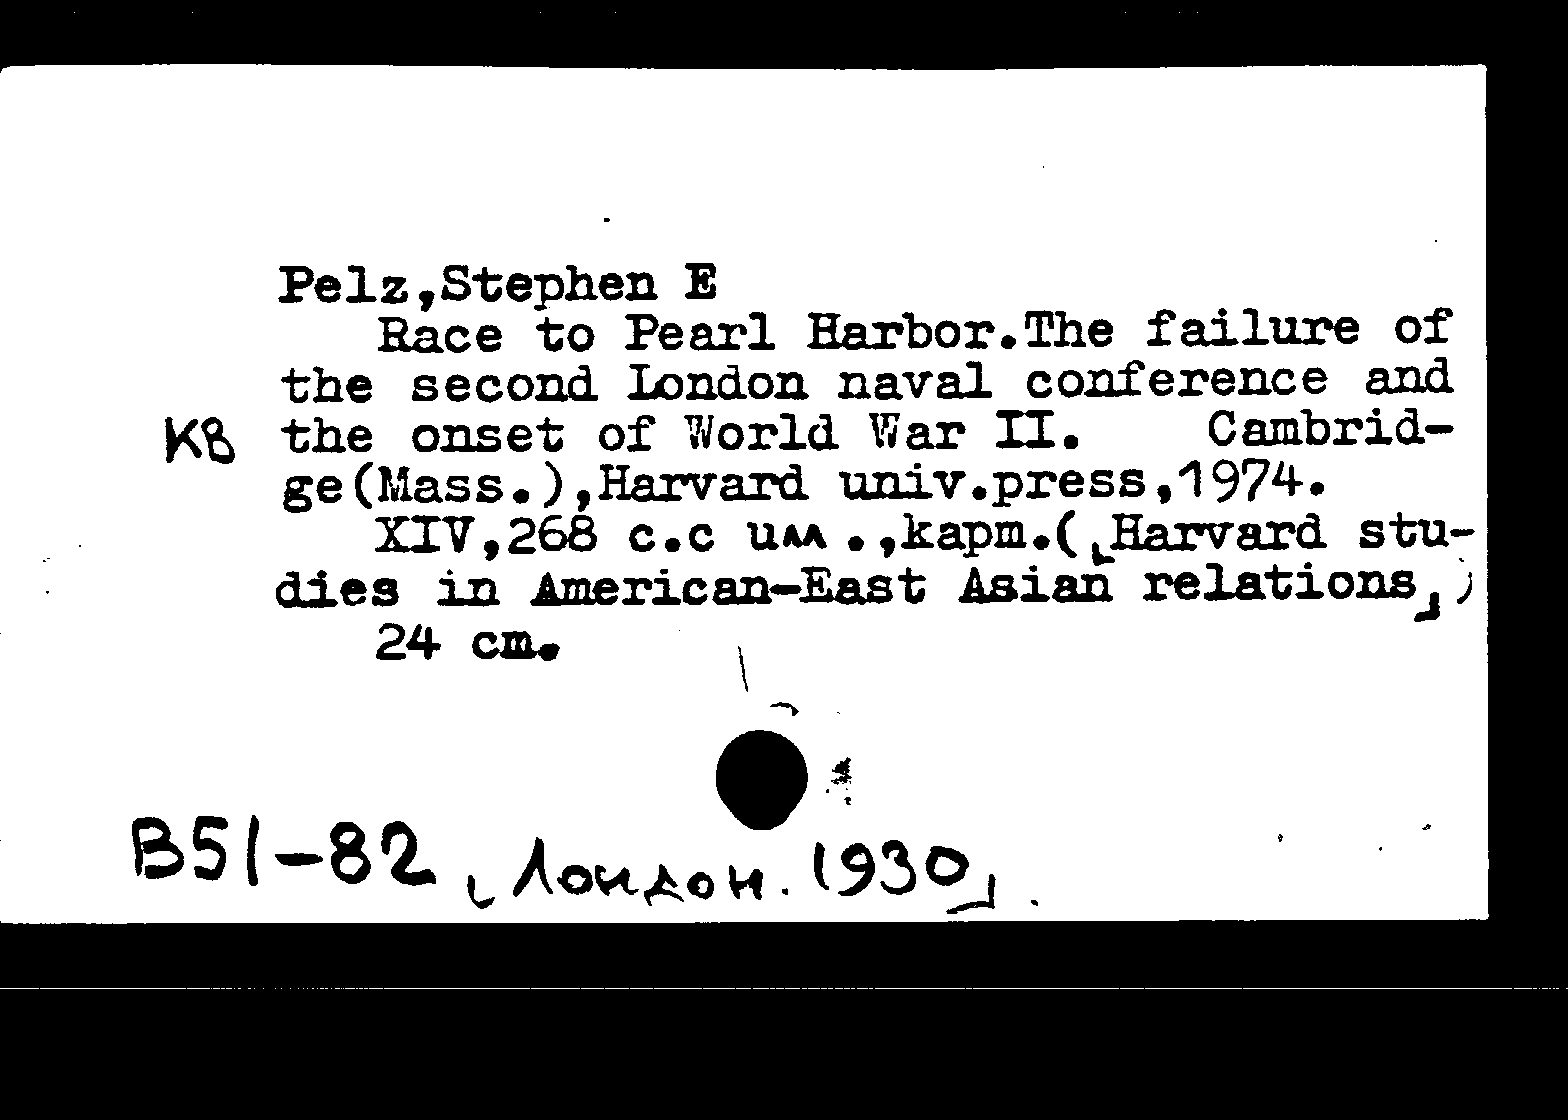 Pelz,Stephen E
Race to Pearl Harbor.The failure of
the second London naval conference and
КВ the onset of World War II. Cambrid-
ge(Mass.),Harvard univ.press,1974.
XIV,268 c.c илл.,карт.([Harvard stu-
dies in American-East Asian relations])
24 cm.
В51-82 [Лондон. 1930].